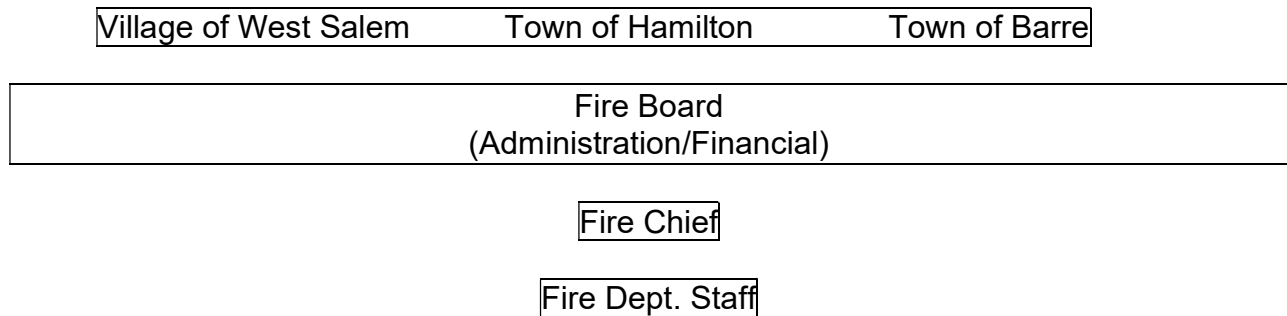 Village of West Salem Town of Hamilton Town of Barre
Fire Board
(Administration/Financial)
Fire Chief
Fire Dept. Staff